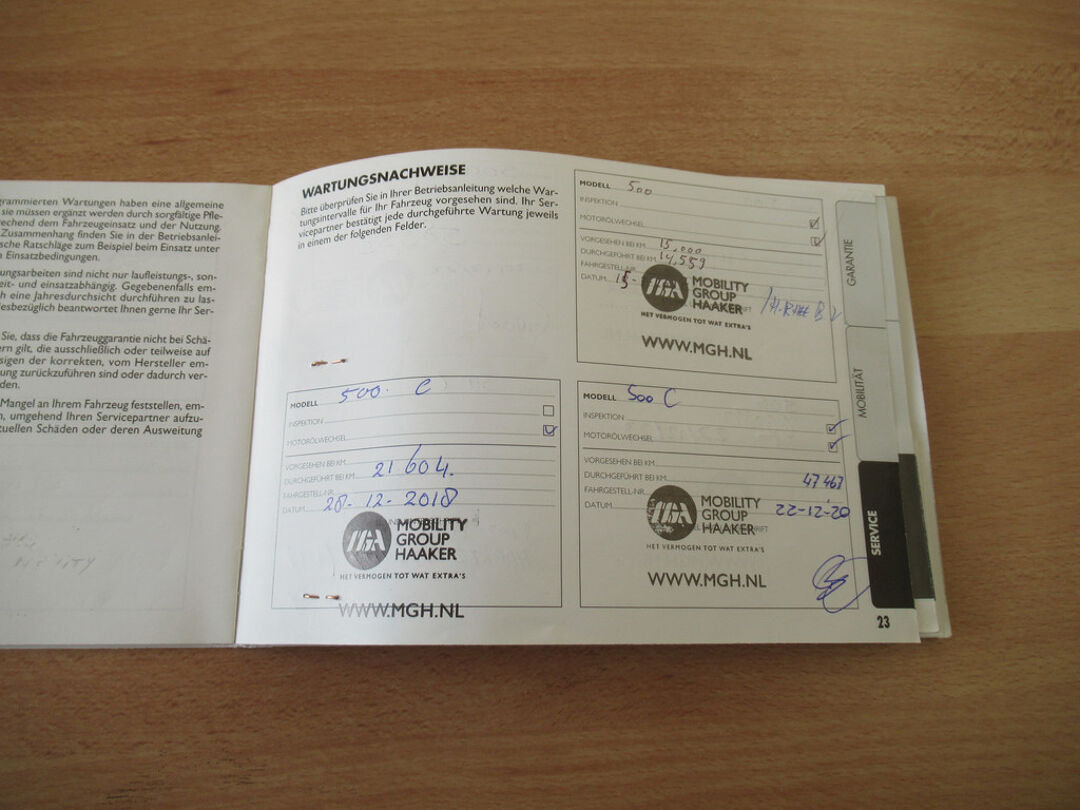 grammierten Wartungen haben eine allgemeine
sie müssen ergänzt werden durch sorgfältige Pfle-
rechend dem Fahrzeugeinsatz und der Nutzung.
Zusammenhang finden Sie in der Betriebsanlei-
sche Ratschläge zum Beispiel beim Einsatz unter
n Einsatzbedingungen.
ungsarbeiten sind nicht nur laufleistungs-, son-
eit- und einsatzabhängig. Gegebenenfalls em-
ch eine Jahresdurchsicht durchführen zu las-
esbezüglich beantwortet Ihnen gerne Ihr Ser-
Sie, dass die Fahrzeuggarantie nicht bei Schä-
ern gilt, die ausschließlich oder teilweise auf
sigen der korrekten, vom Hersteller em-
ung zurückzuführen sind oder dadurch ver-
den.
Mangel an Ihrem Fahrzeug feststellen, em-
n, umgehend Ihren Servicepartner aufzu-
tuellen Schäden oder deren Ausweitung
WARTUNGSNACHWEISE
Bitte überprüfen Sie in Ihrer Betriebsanleitung welche War-
tungsintervalle für Ihr Fahrzeug vorgesehen sind. Ihr Ser-
vicepartner bestätigt jede durchgeführte Wartung jeweils
in einem der folgenden Felder.
MODELL 500
INSPEKTION
MOTORÖLWECHSEL
VORGESEHEN BEI KM 15,000
DURCHGEFÜHRT BEI KM 14,559
FAHRGESTELL-NR.
DATUM 15-
MOBILITY
GROUP
HAAKER
HET VERMOGEN TOT WAT EXTRA'S
WWW.MGH.NL
MODELL 500 C
INSPEKTION
MOTORÖLWECHSEL
VORGESEHEN BEI KM
DURCHGEFÜHRT BEI KM 21 604.
FAHRGESTELL-NR.
DATUM 28-12-2018
MOBILITY
GROUP
HAAKER
HET VERMOGEN TOT WAT EXTRA'S
WWW.MGH.NL
MODELL 500 C
INSPEKTION
MOTORÖLWECHSEL
VORGESEHEN BEI KM
DURCHGEFÜHRT BEI KM 47467
FAHRGESTELL-NR.
DATUM 22-12-20
MOBILITY
GROUP
HAAKER
HET VERMOGEN TOT WAT EXTRA'S
WWW.MGH.NL
GARANTIE
MOBILITÄT
SERVICE
23